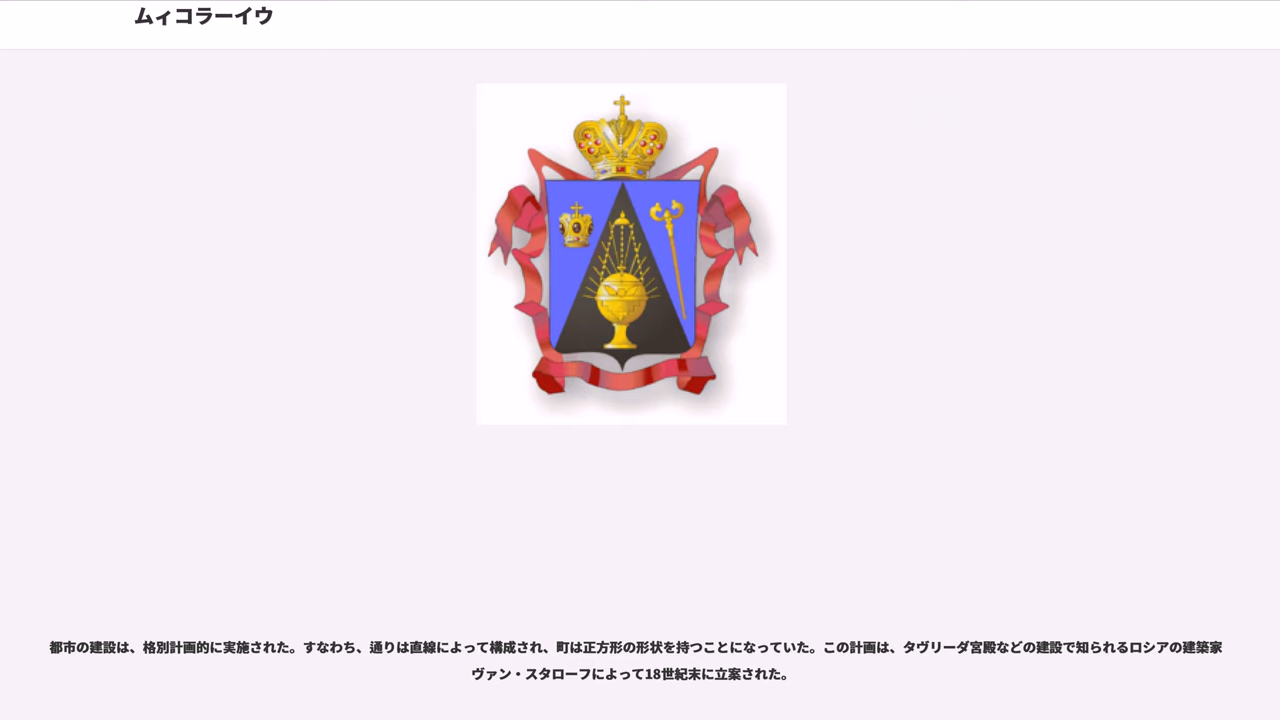 ムィコラーイウ
都市の建設は、格別計画的に実施された。すなわち、通りは直線によって構成され、町は正方形の形状を持つことになっていた。この計画は、タヴリーダ宮殿などの建設で知られるロシアの建築家
ヴァン・スタローフによって18世紀末に立案された。